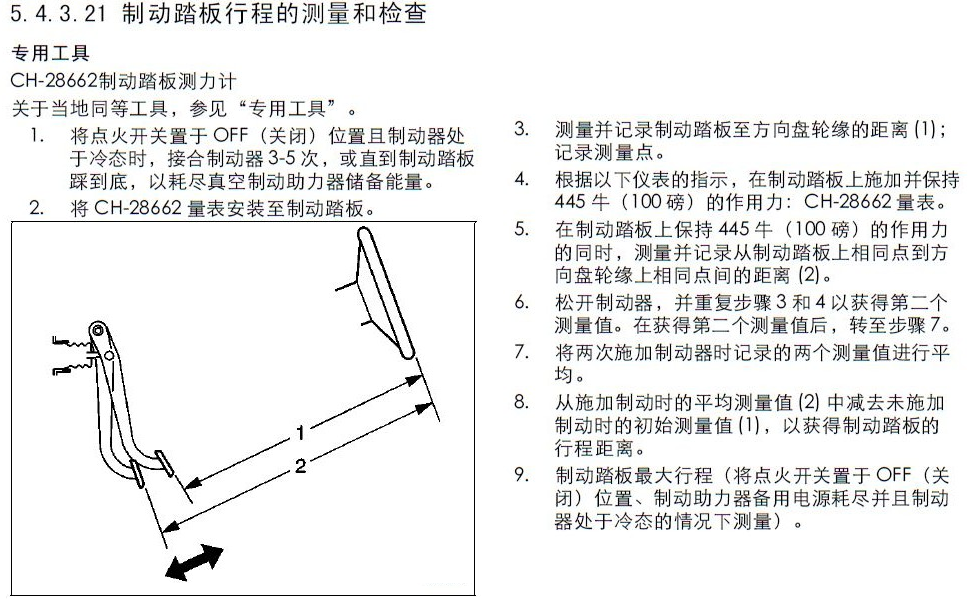 5.4.3.21 制动踏板行程的测量和检查
专用工具
CH-28662制动踏板测力计
关于当地同等工具，参见“专用工具”。
1. 将点火开关置于 OFF（关闭）位置且制动器处
于冷态时，接合制动器 3-5 次，或直到制动踏板
踩到底，以耗尽真空制动助力器储备能量。
2. 将 CH-28662 量表安装至制动踏板。
1
2
3. 测量并记录制动踏板至方向盘轮缘的距离 (1)；
记录测量点。
4. 根据以下仪表的指示，在制动踏板上施加并保持
445 牛（100 磅）的作用力：CH-28662 量表。
5. 在制动踏板上保持 445 牛（100 磅）的作用力
的同时，测量并记录从制动踏板上相同点到方
向盘轮缘上相同点间的距离 (2)。
6. 松开制动器，并重复步骤 3 和 4 以获得第二个
测量值。在获得第二个测量值后，转至步骤 7。
7. 将两次施加制动器时记录的两个测量值进行平
均。
8. 从施加制动时的平均测量值 (2) 中减去未施加
制动时的初始测量值 (1)，以获得制动踏板的
行程距离。
9. 制动踏板最大行程（将点火开关置于 OFF（关
闭）位置、制动助力器备用电源耗尽并且制动
器处于冷态的情况下测量）。